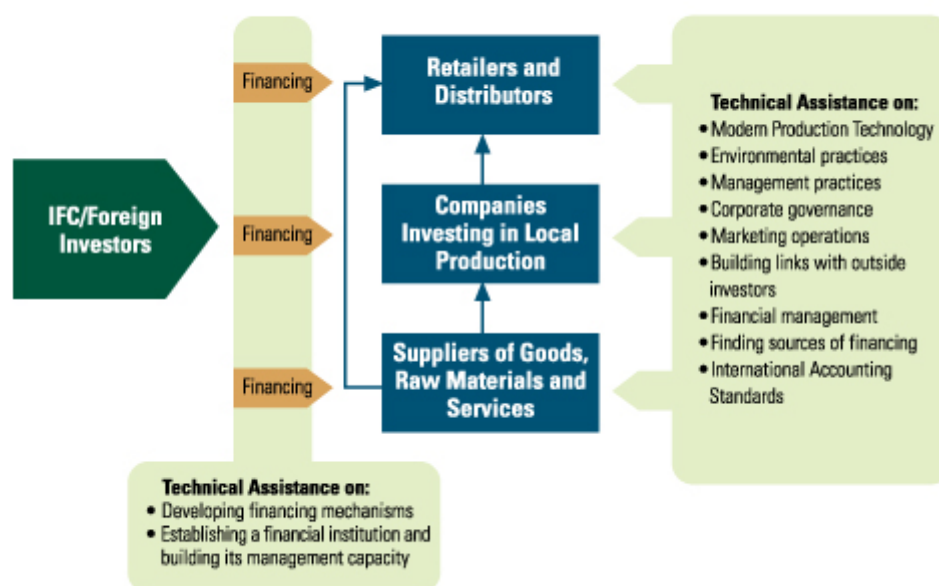 IFC/Foreign
Investors
Financing
Financing
Financing
Retailers and
Distributors
Companies
Investing in Local
Production
Suppliers of Goods,
Raw Materials and
Services
Technical Assistance on:
• Modern Production Technology
• Environmental practices
• Management practices
• Corporate governance
• Marketing operations
• Building links with outside
investors
• Financial management
• Finding sources of financing
• International Accounting
Standards
Technical Assistance on:
• Developing financing mechanisms
• Establishing a financial institution and
building its management capacity